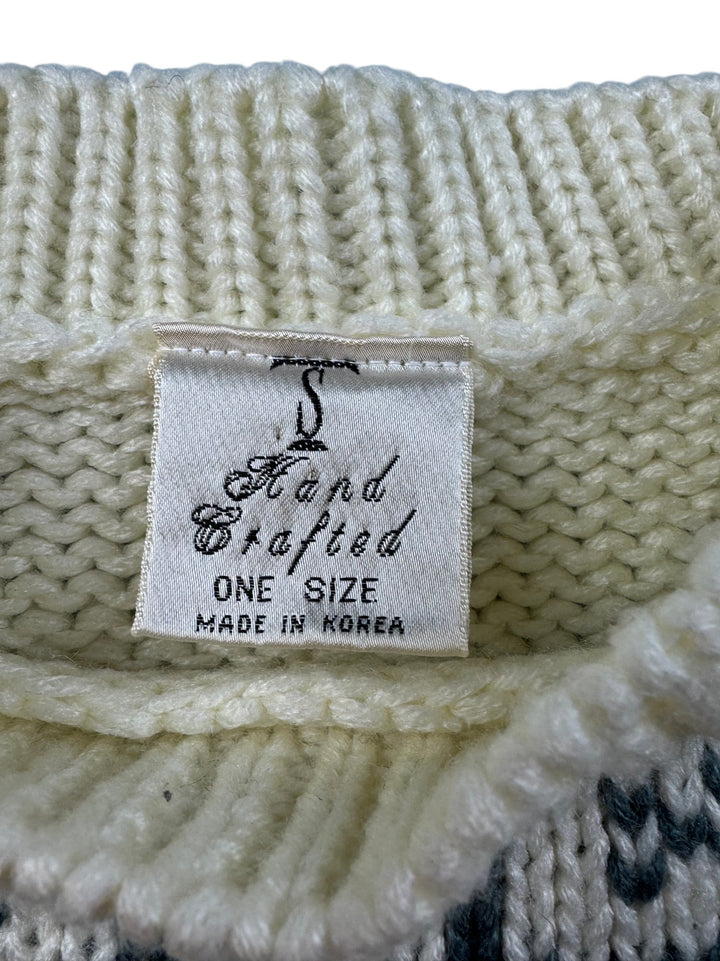 S
Hand
Crafted
ONE SIZE
MADE IN KOREA